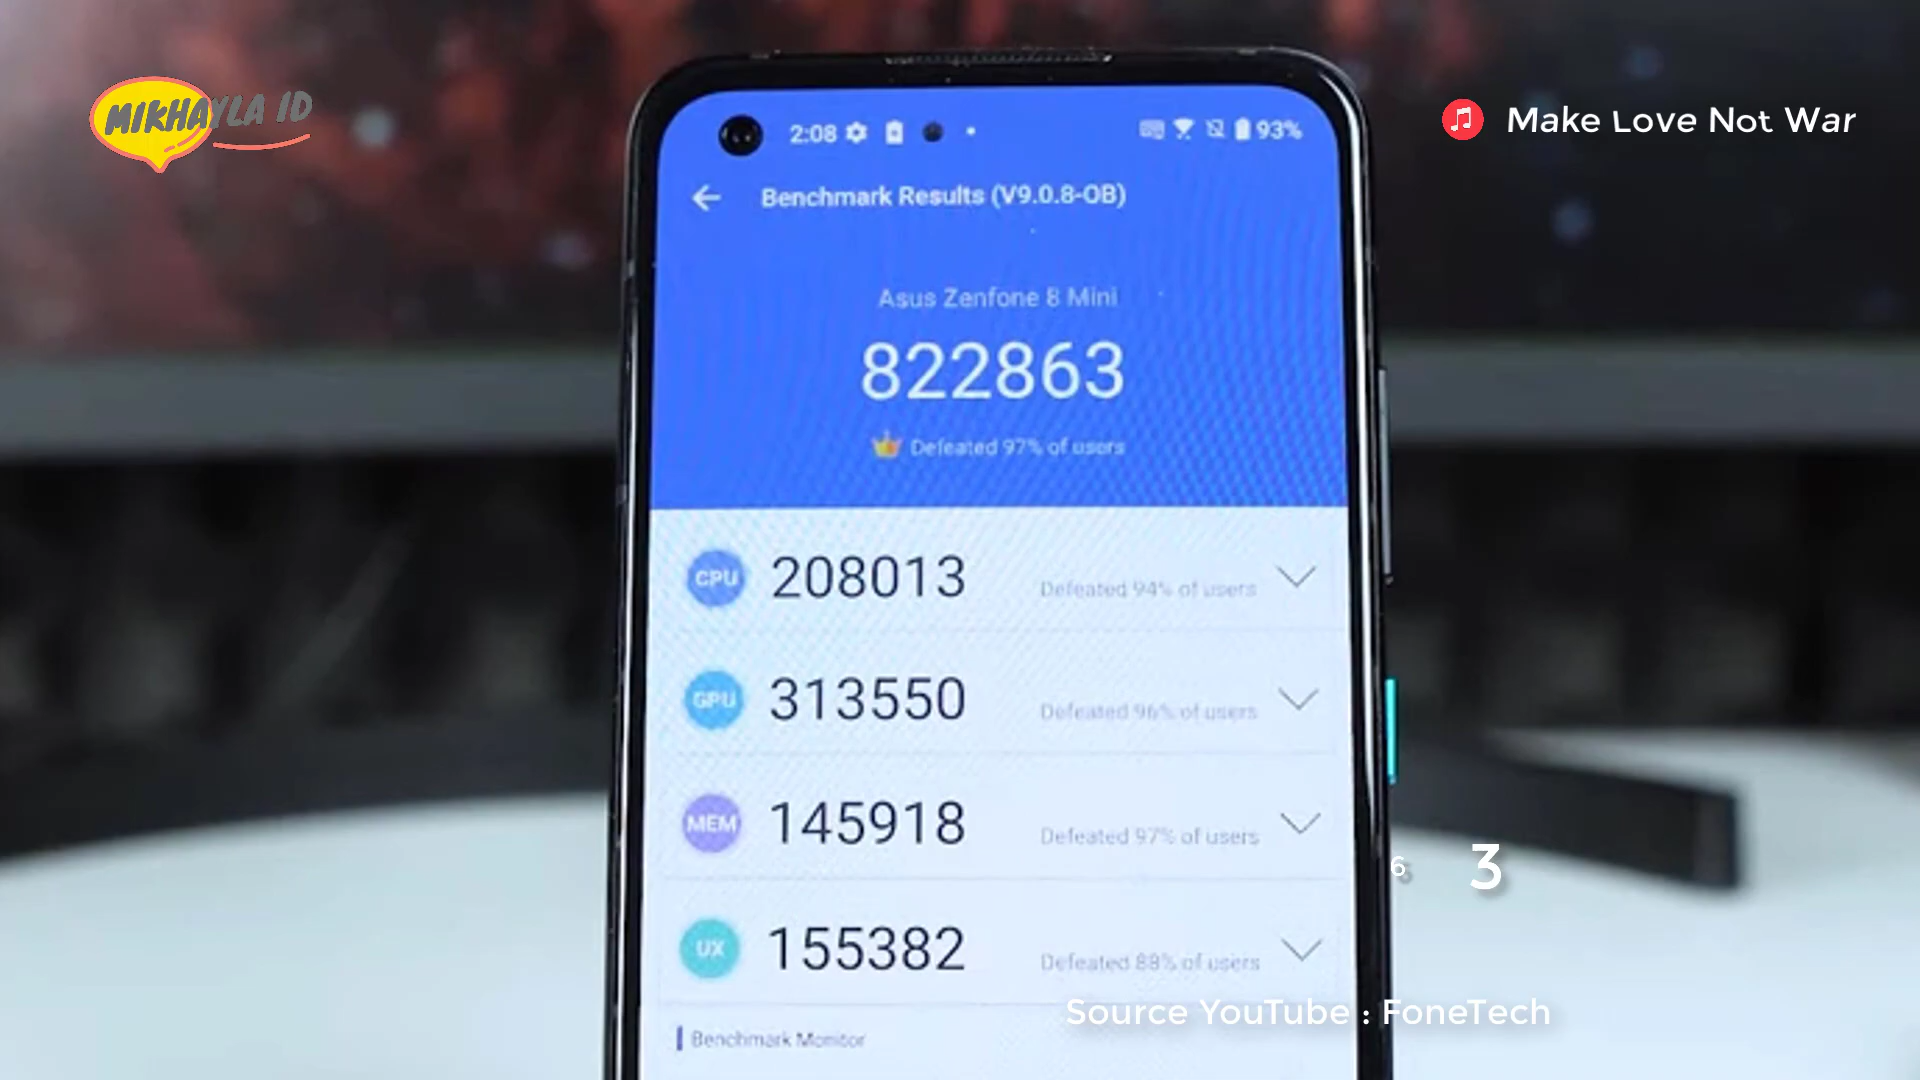 MIKHAYLA ID
Make Love Not War
2:08
93%
Benchmark Results (V9.0.8-OB)
Asus Zenfone 8 Mini
822863
Defeated 97% of users
CPU 208013 Defeated 94% of users
GPU 313550 Defeated 96% of users
MEM 145918 Defeated 97% of users
6 3
UX 155382 Defeated 88% of users
Source YouTube : FoneTech
Benchmark Monitor